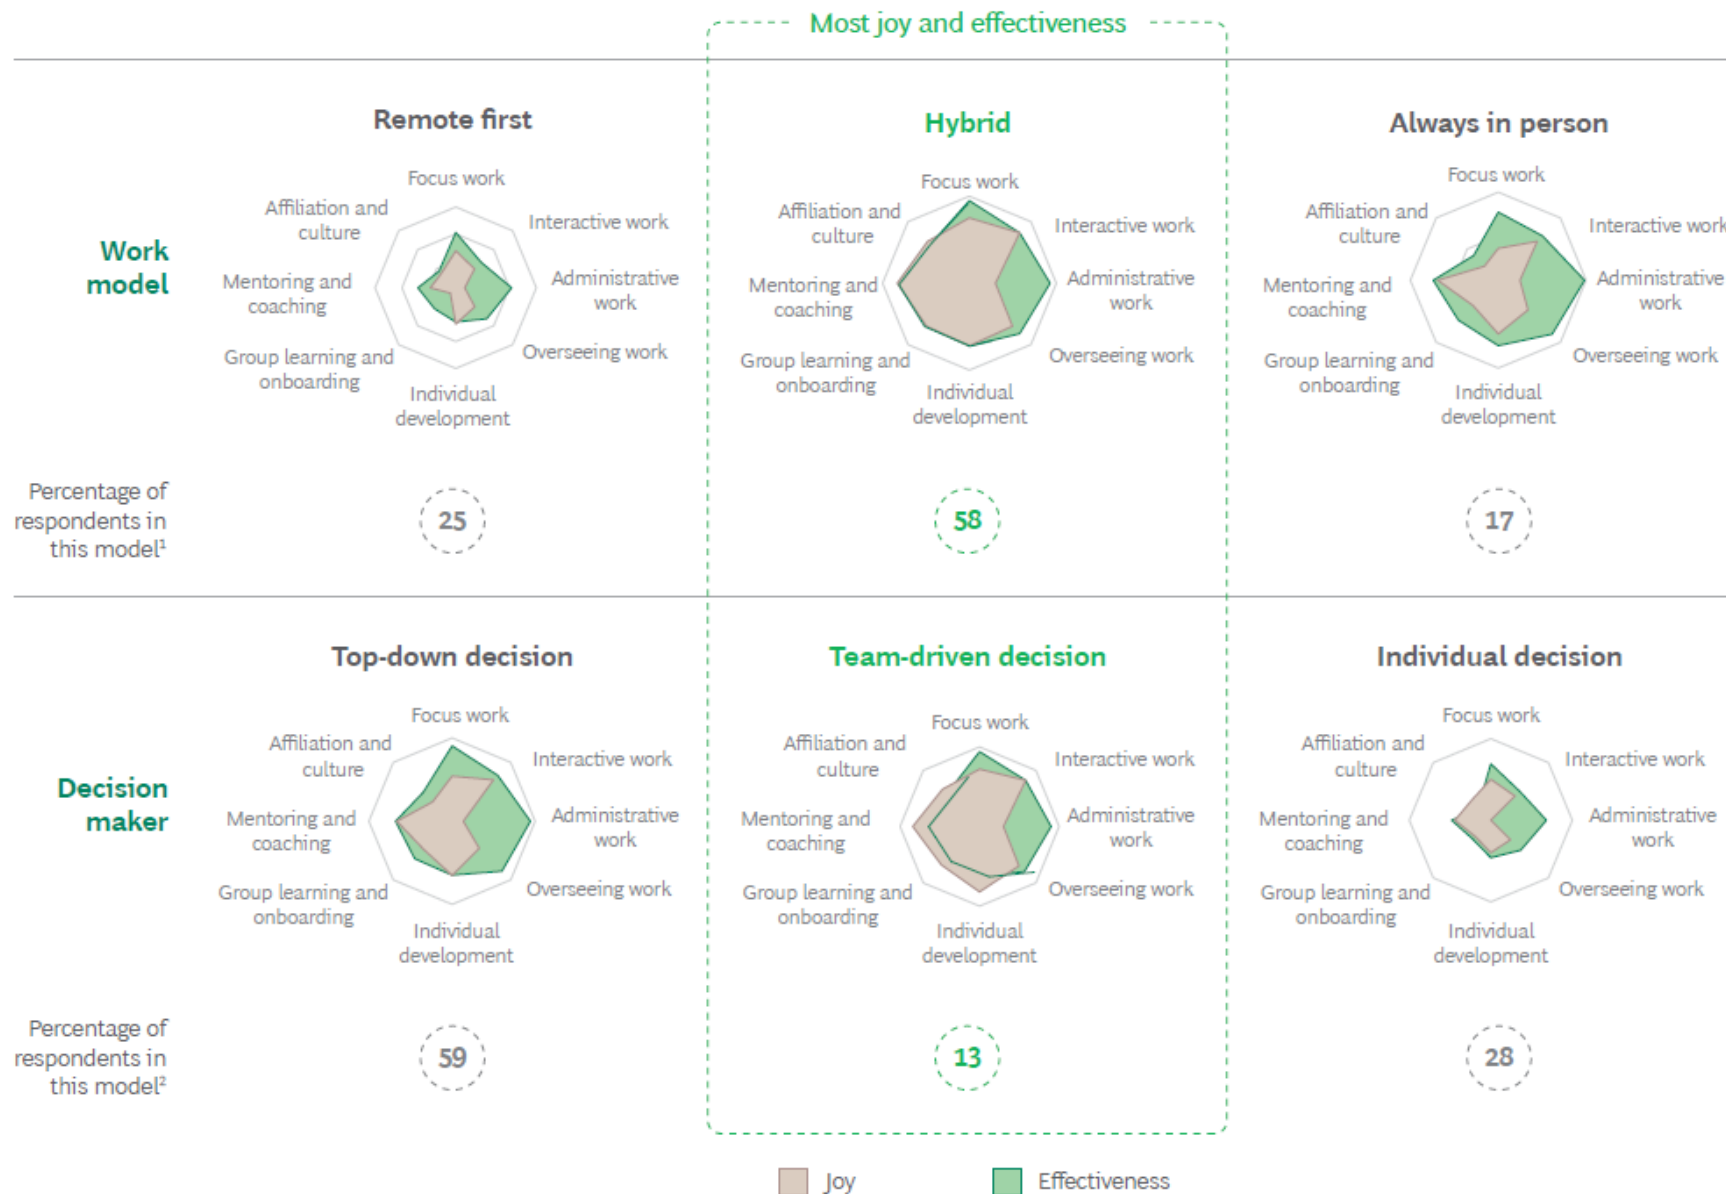 Most joy and effectiveness
Work
model
Remote first
Focus work
Affiliation and
culture
Interactive work
Mentoring and
coaching
Administrative
work
Group learning and
onboarding
Overseeing work
Individual
development
Hybrid
Focus work
Affiliation and
culture
Interactive work
Mentoring and
coaching
Administrative
work
Group learning and
onboarding
Overseeing work
Individual
development
Always in person
Focus work
Affiliation and
culture
Interactive work
Mentoring and
coaching
Administrative
work
Group learning and
onboarding
Overseeing work
Individual
development
Percentage of
respondents in
this model¹
25
58
17
Decision
maker
Top-down decision
Focus work
Affiliation and
culture
Interactive work
Mentoring and
coaching
Administrative
work
Group learning and
onboarding
Overseeing work
Individual
development
Team-driven decision
Focus work
Affiliation and
culture
Interactive work
Mentoring and
coaching
Administrative
work
Group learning and
onboarding
Overseeing work
Individual
development
Individual decision
Focus work
Affiliation and
culture
Interactive work
Mentoring and
coaching
Administrative
work
Group learning and
onboarding
Overseeing work
Individual
development
Percentage of
respondents in
this model²
59
13
28
Joy
Effectiveness